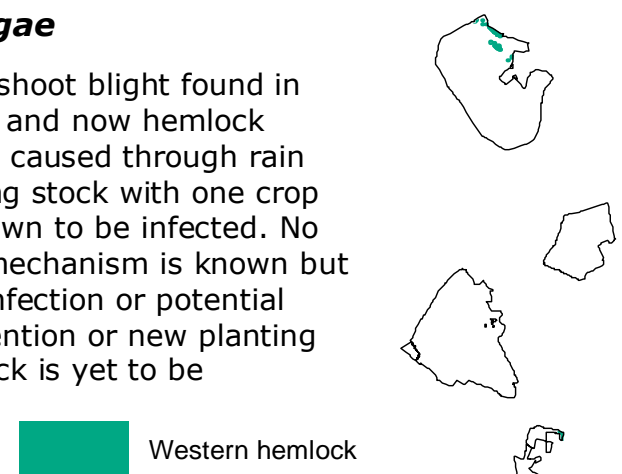 gae
shoot blight found in
and now hemlock
caused through rain
g stock with one crop
wn to be infected. No
mechanism is known but
nfection or potential
ention or new planting
ck is yet to be
Western hemlock